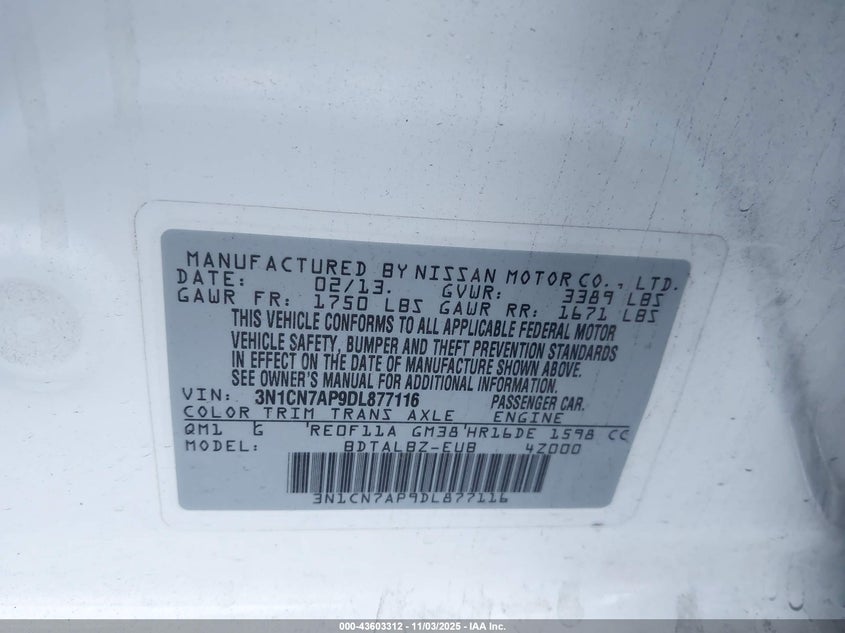 MANUFACTURED BY NISSAN MOTOR CO., LTD.
DATE: 02/13. GVWR: 3389 LBS
GAWR FR: 1750 LBS GAWR RR: 1671 LBS
THIS VEHICLE CONFORMS TO ALL APPLICABLE FEDERAL MOTOR
VEHICLE SAFETY, BUMPER AND THEFT PREVENTION STANDARDS
IN EFFECT ON THE DATE OF MANUFACTURE SHOWN ABOVE.
SEE OWNER'S MANUAL FOR ADDITIONAL INFORMATION.
VIN: 3N1CN7AP9DL877116 PASSENGER CAR.
COLOR TRIM TRANS AXLE ENGINE
QM1 G 'RE0F11A GM38'HR16DE 1598 CC
MODEL: BDTALBZ-EUB 4Z000
3N1CN7AP9DL877116
000-43603312 - 11/03/2025 - IAA Inc.